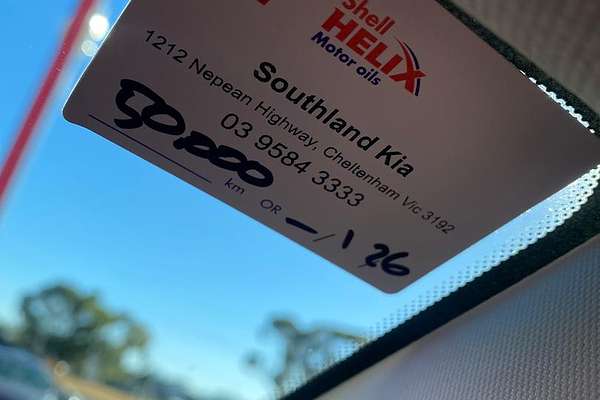 Shell
HELIX
Motor oils
Southland Kia
1212 Nepean Highway, Cheltenham Vic 3192
03 9584 3333
50,000 km OR -/1/26